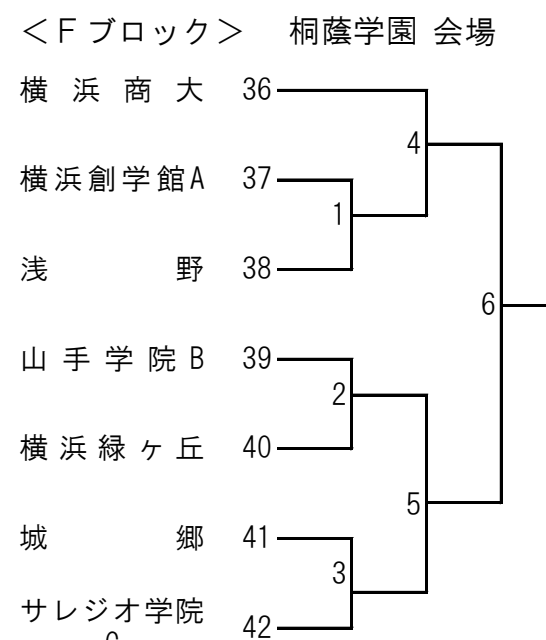 <Fブロック> 桐蔭学園 会場
横浜商大 36
4
横浜創学館A 37
1
浅野 38
6
山手学院B 39
2
横浜緑ヶ丘 40
5
城郷 41
3
サレジオ学院 42